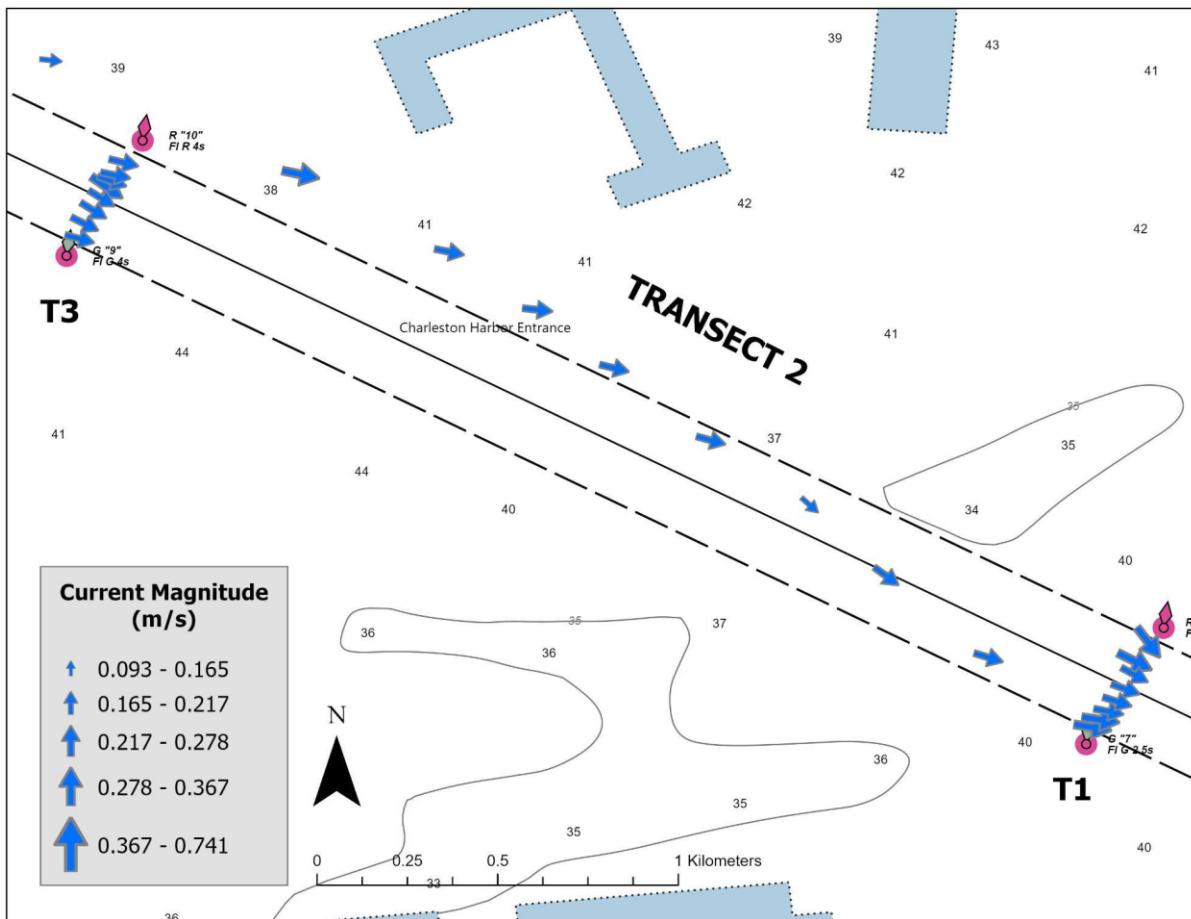 39
43
39
41
R "10"
Fl R 4s
42
38
42
41
42
G "9"
Fl G 4s
41
T3
TRANSECT 2
Charleston Harbor Entrance
41
44
35
41
37
35
44
40
34
40
Current Magnitude
(m/s)
0.093 - 0.165
0.165 - 0.217
0.217 - 0.278
0.278 - 0.367
0.367 - 0.741
36
35
37
36
R
F
N
40
G "7"
Fl G 2.5s
36
T1
35
35
40
0 0.25 0.5 1 Kilometers
33
36